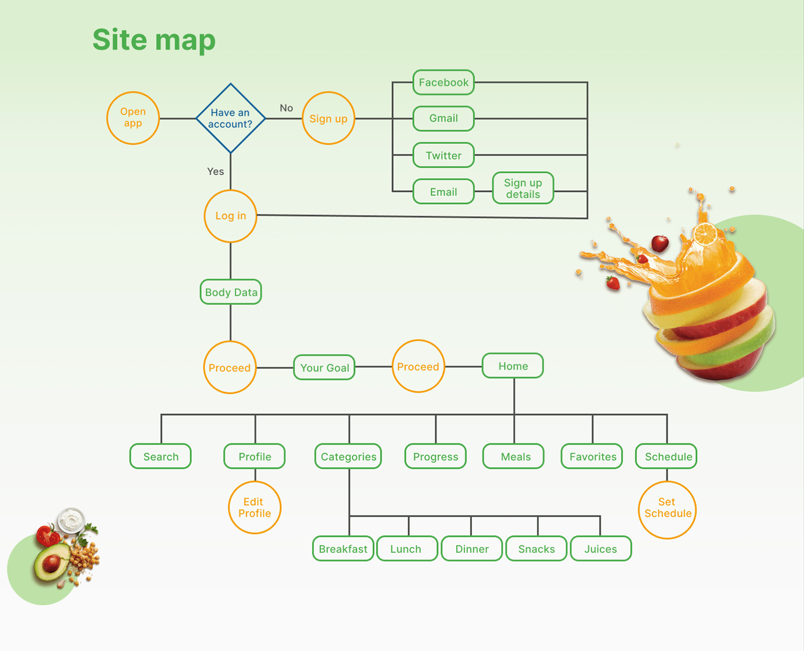 Site map
Open
app
Have an
account?
No
Sign up
Facebook
Gmail
Twitter
Email
Sign up
details
Yes
Log in
Body Data
Proceed
Your Goal
Proceed
Home
Search
Profile
Categories
Progress
Meals
Favorites
Schedule
Edit
Profile
Set
Schedule
Breakfast
Lunch
Dinner
Snacks
Juices